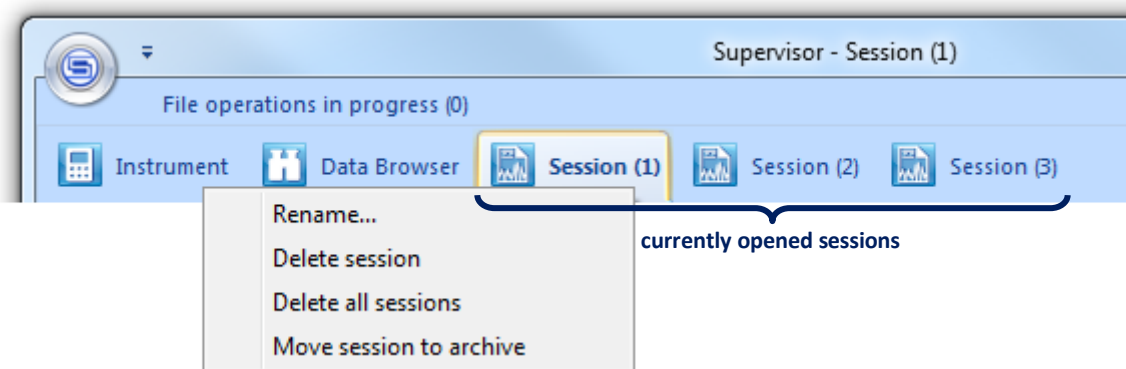 Supervisor - Session (1)
File operations in progress (0)
Instrument Data Browser Session (1) Session (2) Session (3)
Rename...
currently opened sessions
Delete session
Delete all sessions
Move session to archive